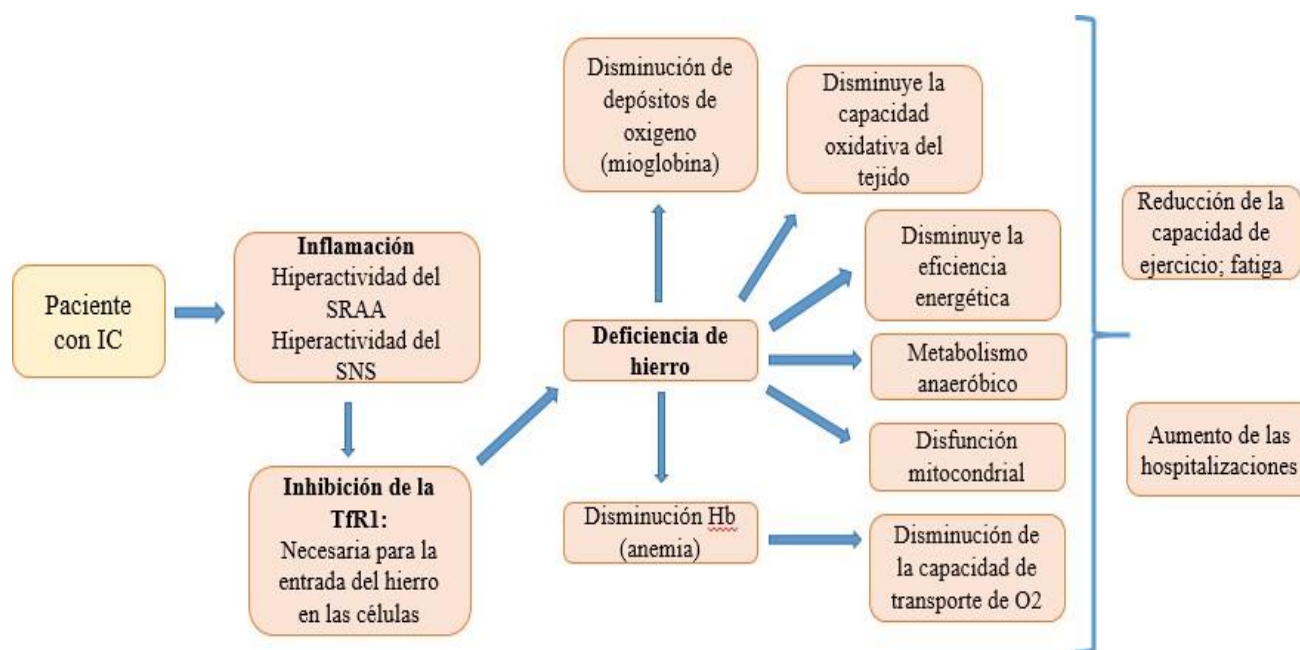 Paciente
con IC
Inflamación
Hiperactividad del
SRAA
Hiperactividad del
SNS
Inhibición de la
TfR1:
Necesaria para la
entrada del hierro
en las células
Deficiencia de
hierro
Disminución de
depósitos de
oxigeno
(mioglobina)
Disminuye la
capacidad
oxidativa del
tejido
Disminuye la
eficiencia
energética
Metabolismo
anaeróbico
Disfunción
mitocondrial
Disminución Hb
(anemia)
Disminución de
la capacidad de
transporte de O2
Reducción de la
capacidad de
ejercicio; fatiga
Aumento de las
hospitalizaciones